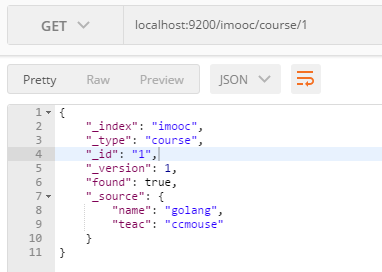 GET localhost:9200/imooc/course/1
Pretty Raw Preview JSON
1 {
2 "_index": "imooc",
3 "_type": "course",
4 "_id": "1",
5 "_version": 1,
6 "found": true,
7 "_source": {
8 "name": "golang",
9 "teac": "ccmouse"
10 }
11 }